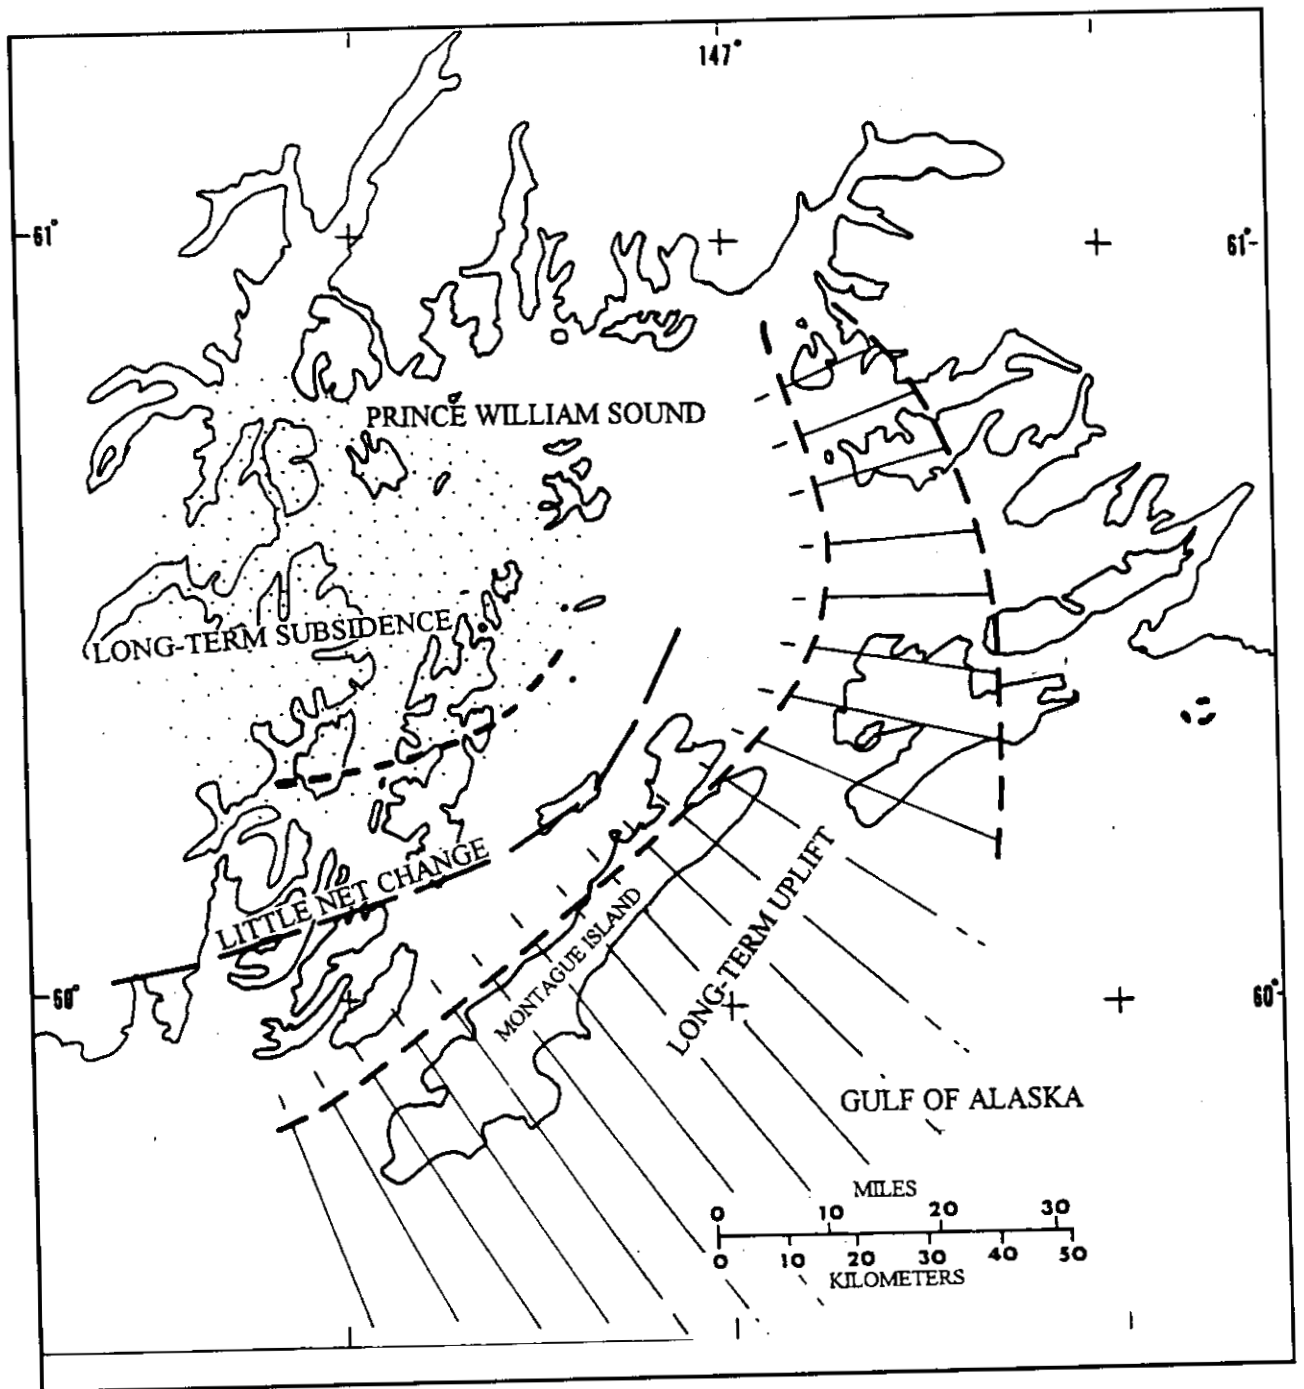 147°
61°
61°
PRINCE WILLIAM SOUND
LONG-TERM SUBSIDENCE
LITTLE NET CHANGE
MONTAGUE ISLAND
LONG-TERM UPLIFT
60°
60°
GULF OF ALASKA
MILES
0 10 20 30
0 10 20 30 40 50
KILOMETERS